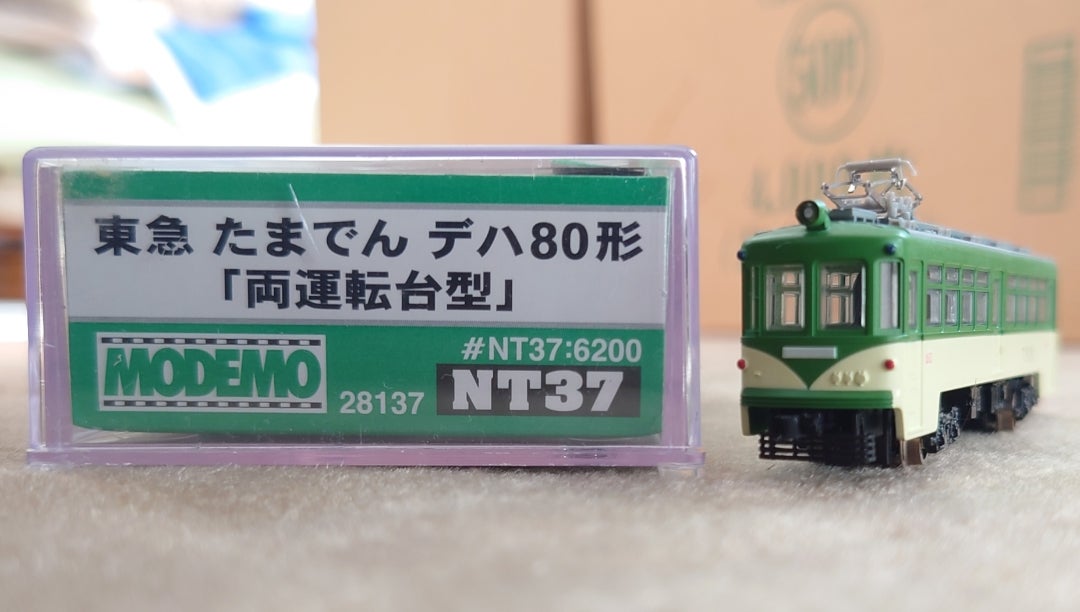 東急 たまでん デハ80形
「両運転台型」
MODEMO
#NT37:6200
28137
NT37